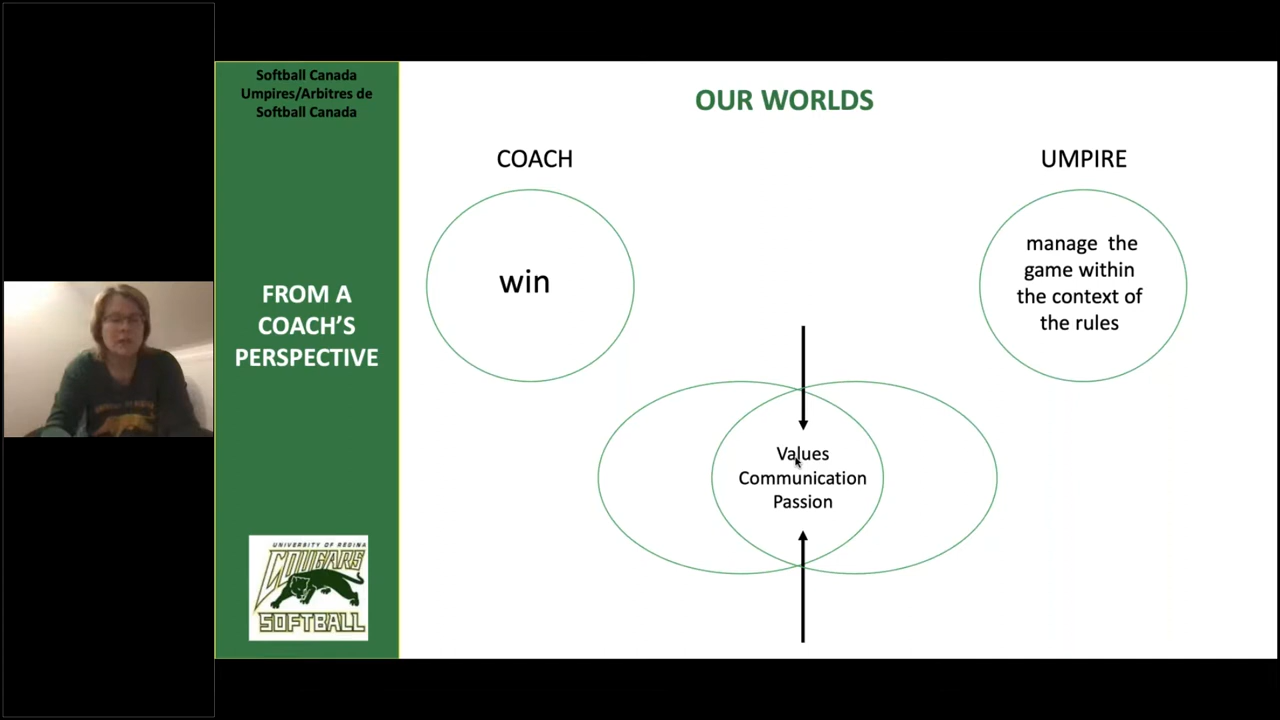 Softball Canada
Umpires/Arbitres de
Softball Canada
FROM A
COACH'S
PERSPECTIVE
UNIVERSITY OF REGINA
COUGARS
SOFTBALL
OUR WORLDS
COACH
win
UMPIRE
manage the
game within
the context of
the rules
Values
Communication
Passion